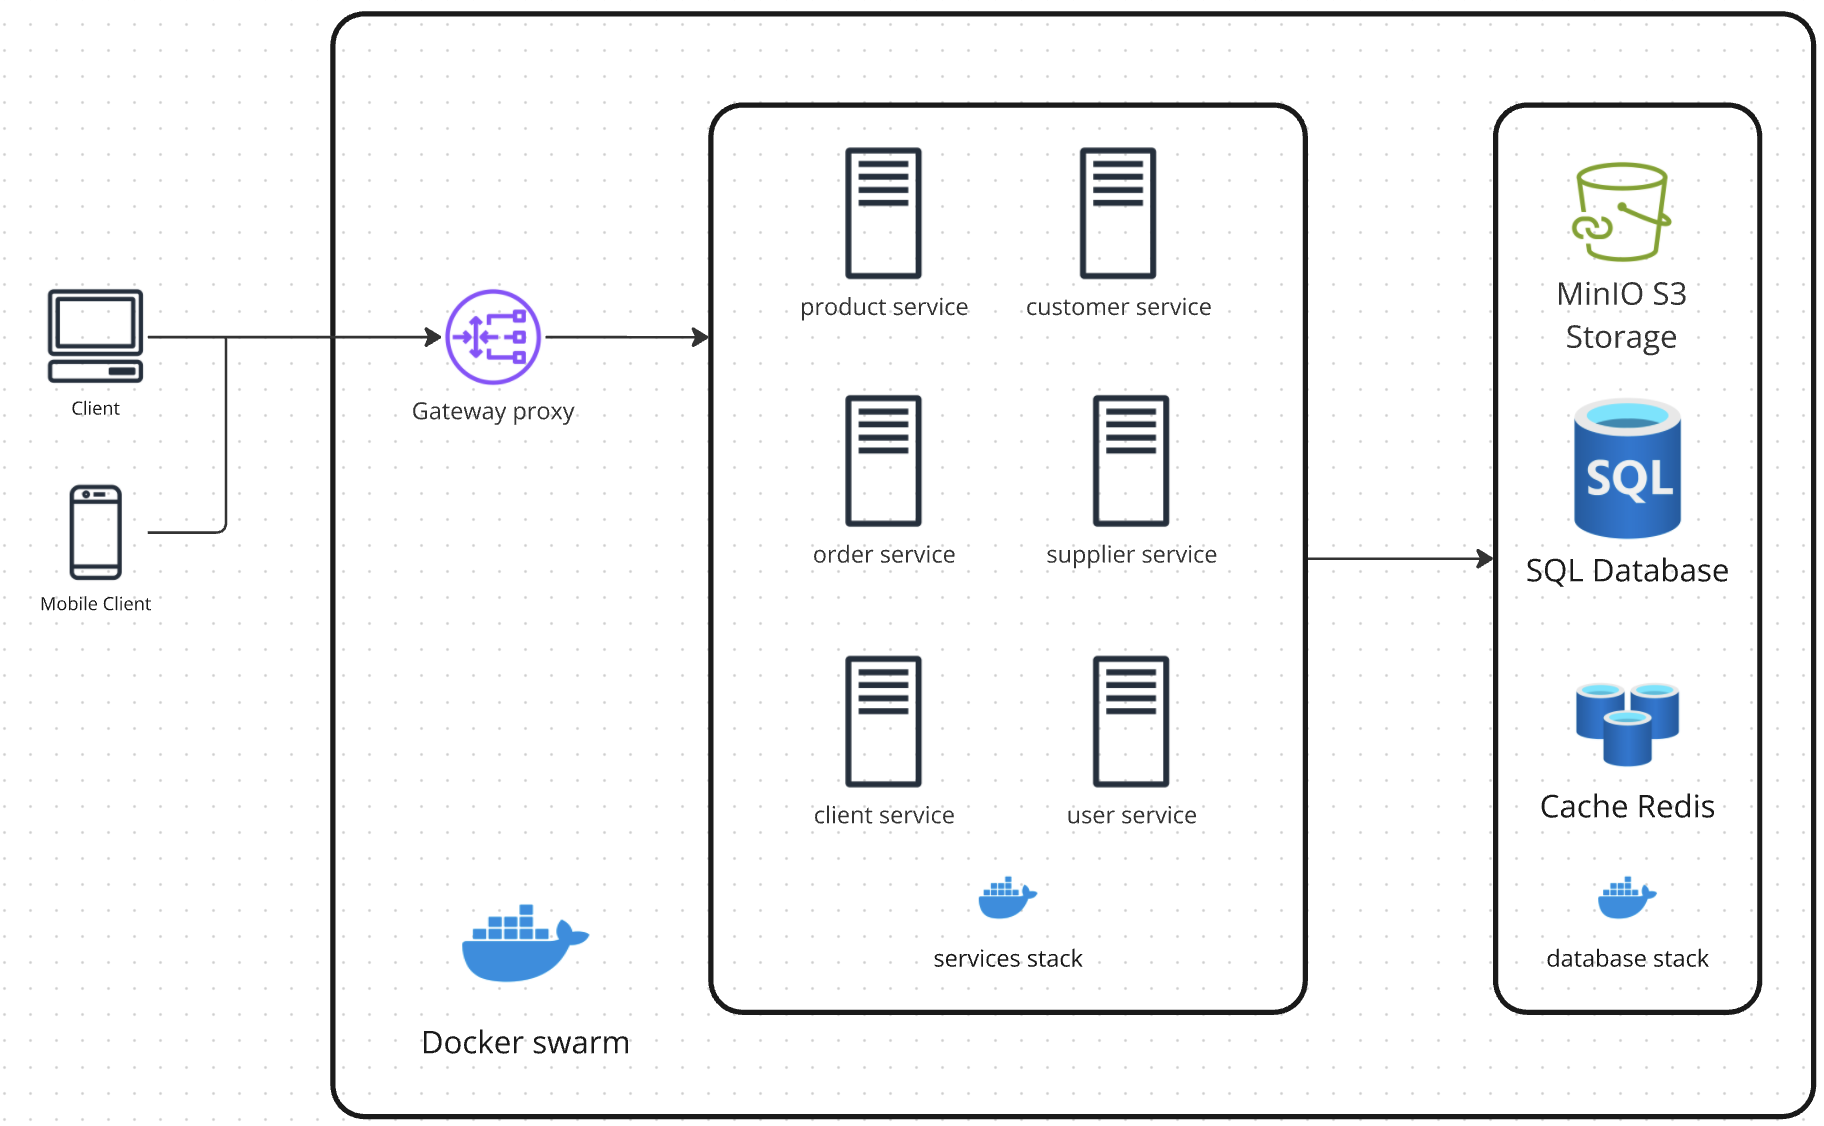 product service
customer service
MinIO S3
Storage
Client
Gateway proxy
SQL
order service
supplier service
SQL Database
Mobile Client
client service
user service
Cache Redis
services stack
database stack
Docker swarm